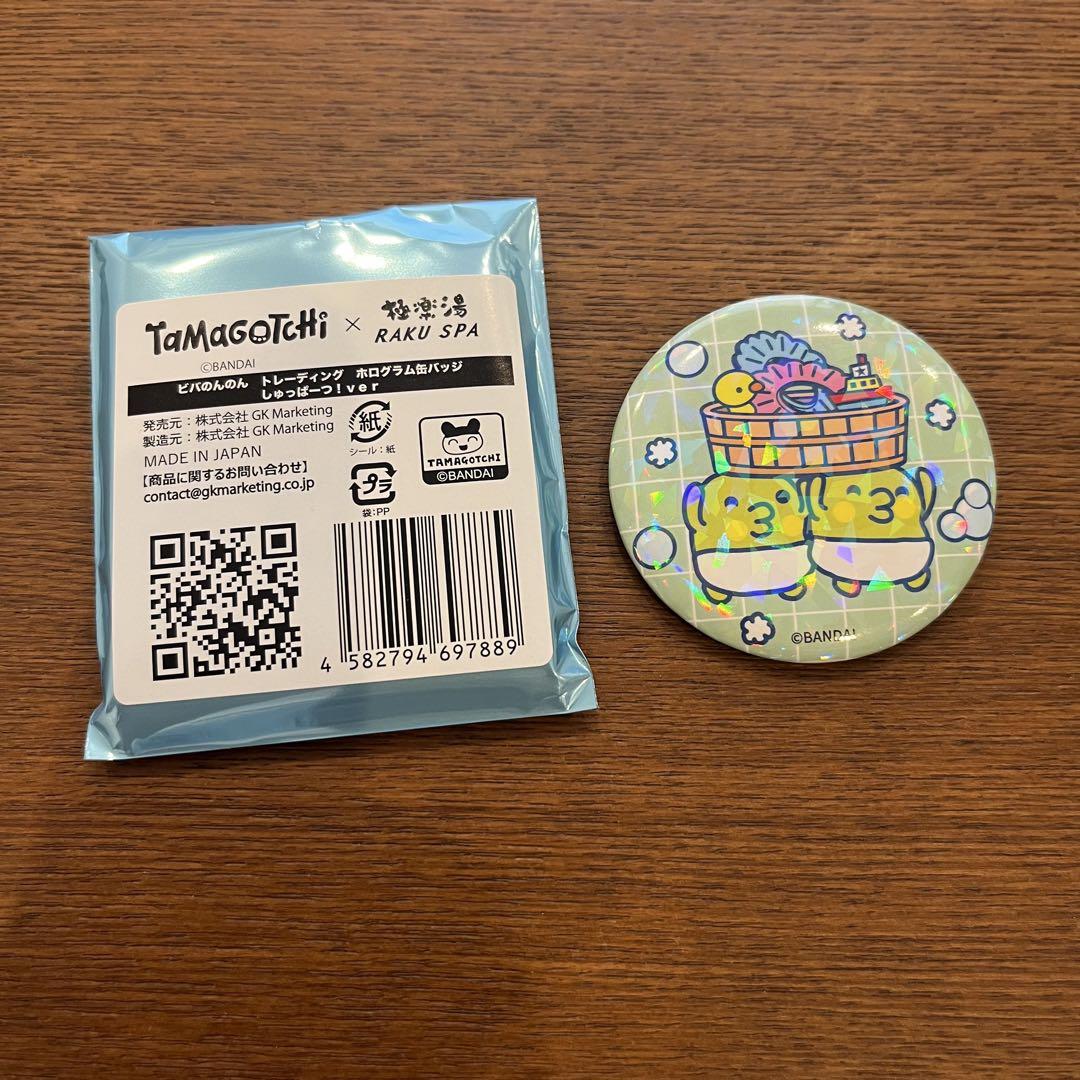 TAMAGOTCHI × 極楽湯 RAKU SPA
©BANDAI
ビバのんのん トレーディング ホログラム缶バッジ
しゅっぱーつ!ver
発売元:株式会社 GK Marketing
製造元:株式会社 GK Marketing
MADE IN JAPAN
【商品に関するお問い合わせ】
contact@gkmarketing.co.jp
紙
シール:紙
プラ
袋:PP
TAMAGOTCHI
©BANDAI
4 582794 697889
©BANDAI